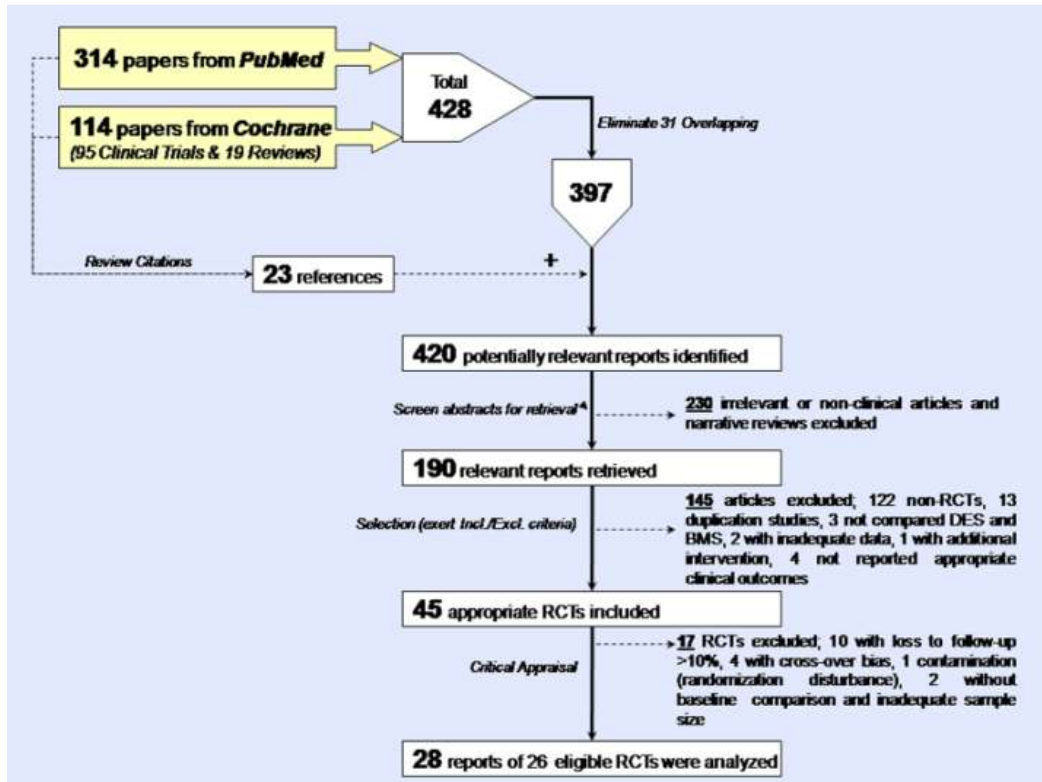 314 papers from PubMed
Total
428
114 papers from Cochrane
(95 Clinical Trials & 19 Reviews)
Eliminate 31 Overlapping
397
Review Citations
+
23 references
420 potentially relevant reports identified
Screen abstracts for retrieval
230 irrelevant or non-clinical articles and
narrative reviews excluded
190 relevant reports retrieved
145 articles excluded; 122 non-RCTs, 13
duplication studies, 3 not compared DES and
BMS, 2 with inadequate data, 1 with additional
intervention, 4 not reported appropriate
clinical outcomes
Selection (exert Incl./Excl. criteria)
45 appropriate RCTs included
17 RCTs excluded; 10 with loss to follow-up
>10%, 4 with cross-over bias, 1 contamination
(randomization disturbance), 2 without
baseline comparison and inadequate sample
size
Critical Appraisal
28 reports of 26 eligible RCTs were analyzed